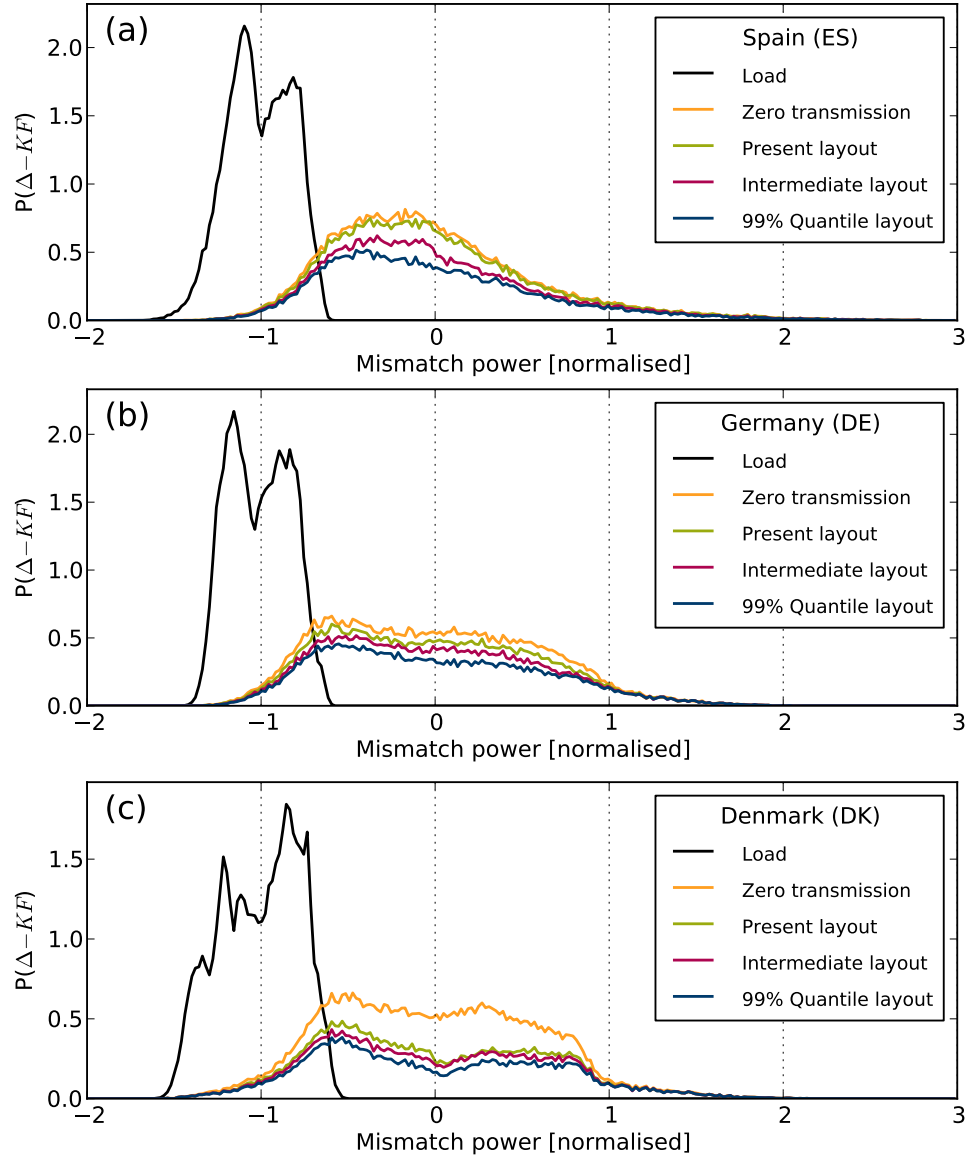 (a)
Spain (ES)
Load
Zero transmission
Present layout
Intermediate layout
99% Quantile layout
P(Δ−KF)
2.0
1.5
1.0
0.5
0.0
−2 −1 0 1 2 3
Mismatch power [normalised]
(b)
Germany (DE)
Load
Zero transmission
Present layout
Intermediate layout
99% Quantile layout
P(Δ−KF)
2.0
1.5
1.0
0.5
0.0
−2 −1 0 1 2 3
Mismatch power [normalised]
(c)
Denmark (DK)
Load
Zero transmission
Present layout
Intermediate layout
99% Quantile layout
P(Δ−KF)
1.5
1.0
0.5
0.0
−2 −1 0 1 2 3
Mismatch power [normalised]